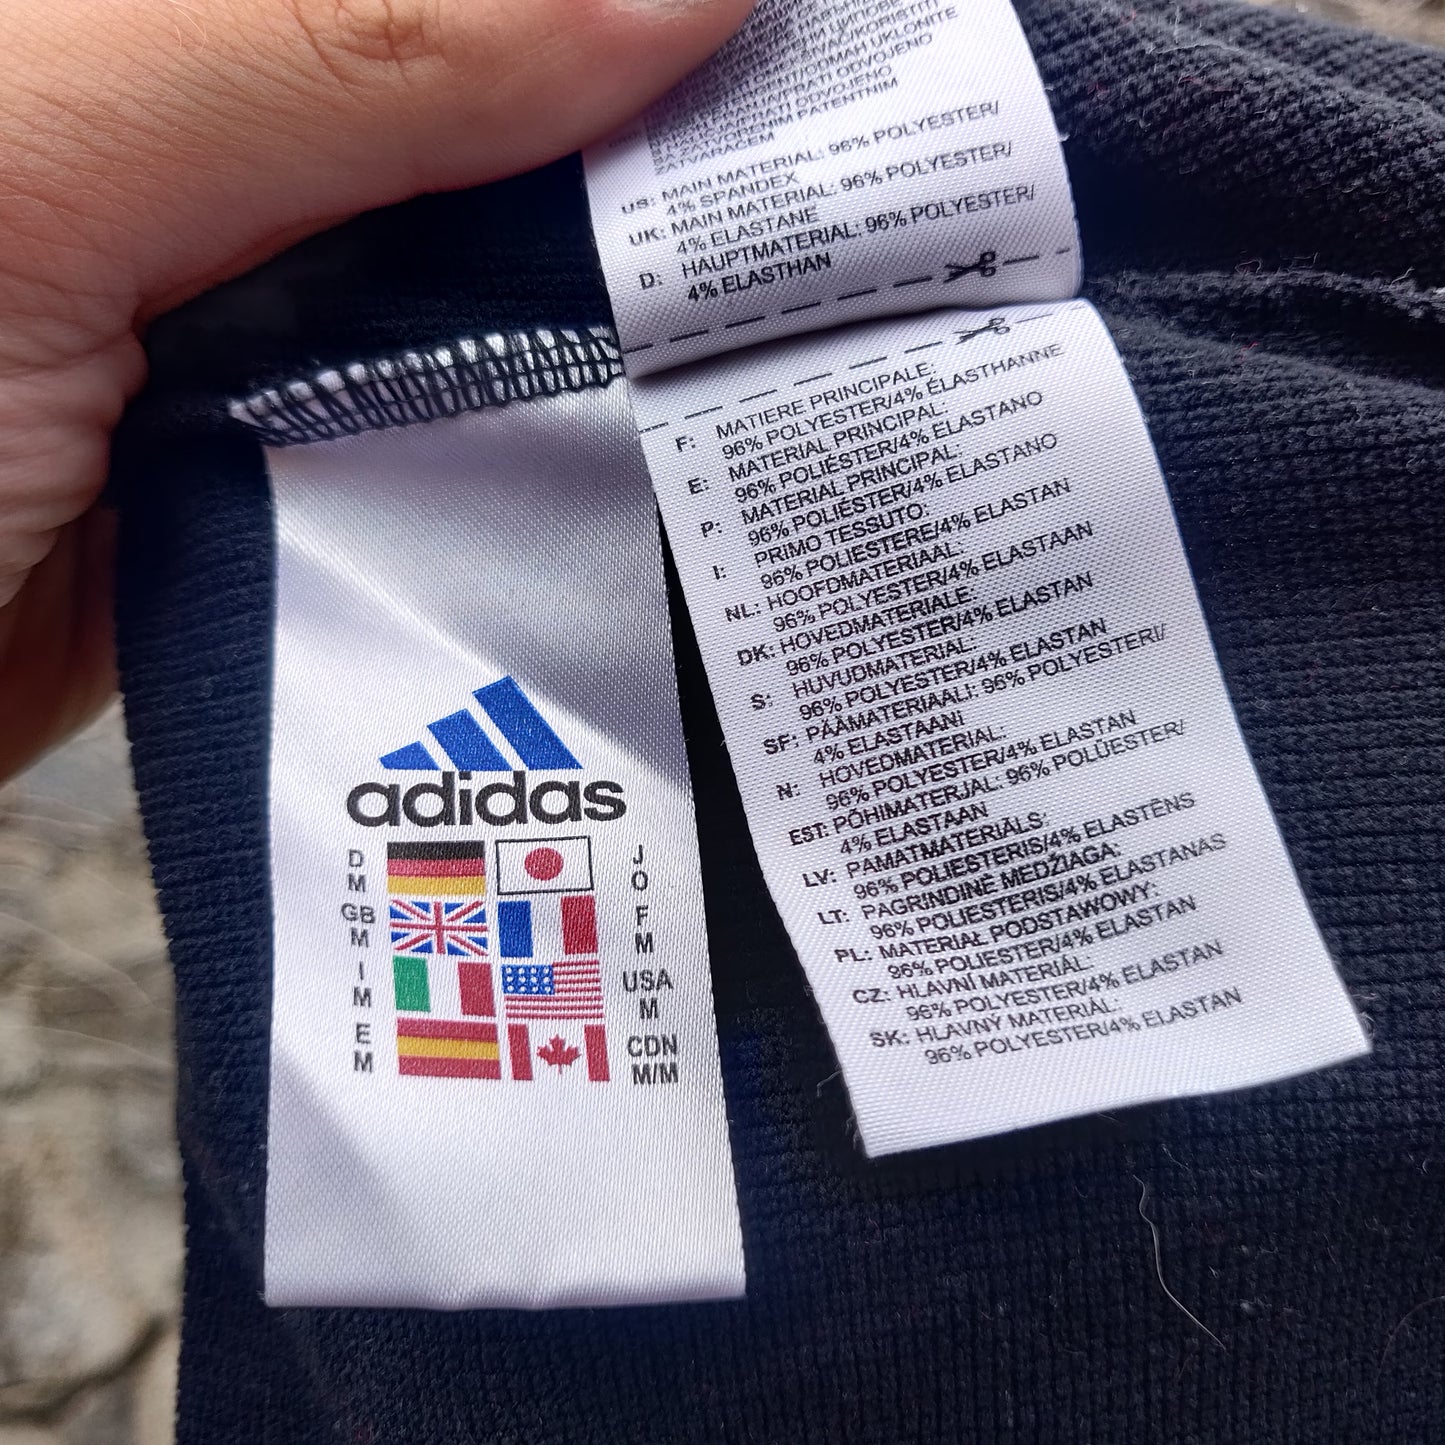 ODVOJENO
RATI ODVOJENO
PATENTNIM
ZATVARAČEM
US: MAIN MATERIAL: 96% POLYESTER/
4% SPANDEX
UK: MAIN MATERIAL: 96% POLYESTER/
4% ELASTANE
D: HAUPTMATERIAL: 96% POLYESTER/
4% ELASTHAN
F: MATIERE PRINCIPALE:
96% POLYESTER/4% ÉLASTHANNE
E: MATERIAL PRINCIPAL:
96% POLIÉSTER/4% ELASTANO
P: MATERIAL PRINCIPAL:
96% POLIÉSTER/4% ELASTANO
I: PRIMO TESSUTO:
96% POLIESTERE/4% ELASTAN
NL: HOOFDMATERIAAL:
96% POLYESTER/4% ELASTAAN
DK: HOVEDMATERIALE:
96% POLYESTER/4% ELASTAN
S: HUVUDMATERIAL:
96% POLYESTER/4% ELASTAN
SF: PÄÄMATERIAALI: 96% POLYESTERI/
4% ELASTAANI
N: HOVEDMATERIAL:
96% POLYESTER/4% ELASTAN
EST: PÕHIMATERJAL: 96% POLÜESTER/
4% ELASTAAN
LV: PAMATMATERIĀLS:
96% POLIESTERIS/4% ELASTĒNS
LT: PAGRINDINĖ MEDŽIAGA:
96% POLIESTERIS/4% ELASTANAS
PL: MATERIAŁ PODSTAWOWY:
96% POLIESTER/4% ELASTAN
CZ: HLAVNÍ MATERIÁL:
96% POLYESTER/4% ELASTAN
SK: HLAVNÝ MATERIÁL:
96% POLYESTER/4% ELASTAN
adidas
D
M
GB
M
I
M
E
M
J
O
F
M
USA
M
CDN
M/M